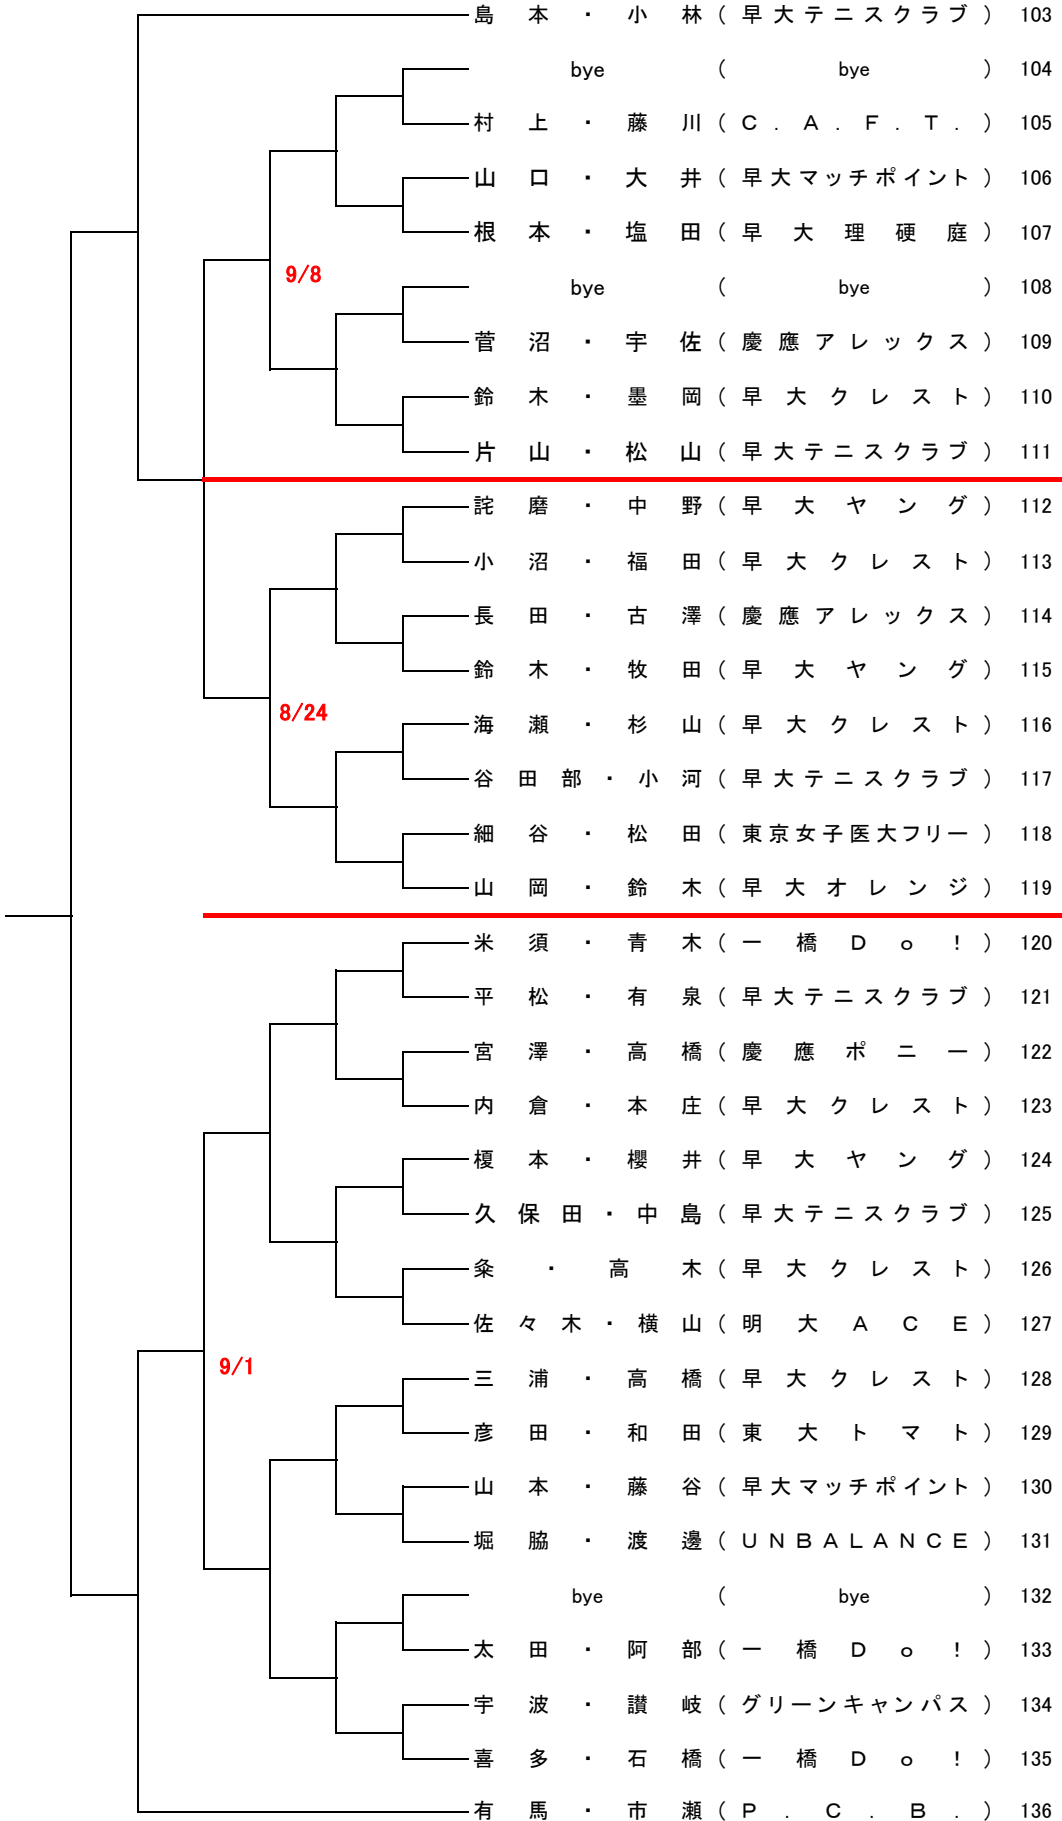 島本・小林(早大テニスクラブ) 103
bye ( bye ) 104
村上・藤川(C.A.F.T.) 105
山口・大井(早大マッチポイント) 106
根本・塩田(早大理硬庭) 107
9/8
bye ( bye ) 108
菅沼・宇佐(慶應アレックス) 109
鈴木・墨岡(早大クレスト) 110
片山・松山(早大テニスクラブ) 111
詫磨・中野(早大ヤング) 112
小沼・福田(早大クレスト) 113
長田・古澤(慶應アレックス) 114
鈴木・牧田(早大ヤング) 115
8/24
海瀬・杉山(早大クレスト) 116
谷田部・小河(早大テニスクラブ) 117
細谷・松田(東京女子医大フリー) 118
山岡・鈴木(早大オレンジ) 119
米須・青木(一橋Do!) 120
平松・有泉(早大テニスクラブ) 121
宮澤・高橋(慶應ポニー) 122
内倉・本庄(早大クレスト) 123
榎本・櫻井(早大ヤング) 124
久保田・中島(早大テニスクラブ) 125
粂・高木(早大クレスト) 126
佐々木・横山(明大ACE) 127
9/1
三浦・高橋(早大クレスト) 128
彦田・和田(東大トマト) 129
山本・藤谷(早大マッチポイント) 130
堀脇・渡邊(UNBALANCE) 131
bye ( bye ) 132
太田・阿部(一橋Do!) 133
宇波・讃岐(グリーンキャンパス) 134
喜多・石橋(一橋Do!) 135
有馬・市瀬(P.C.B.) 136